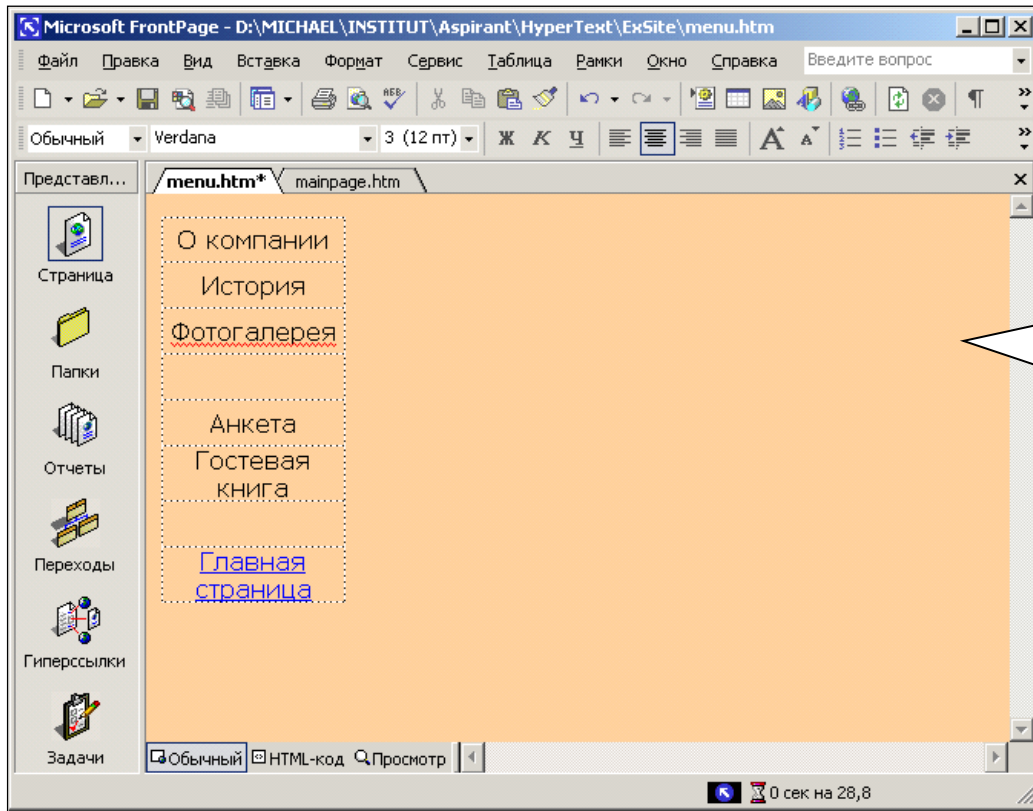 Microsoft FrontPage - D:\MICHAEL\INSTITUT\Aspirant\HyperText\ExSite\menu.htm
Файл Правка Вид Вставка Формат Сервис Таблица Рамки Окно Справка Введите вопрос
Обычный Verdana 3 (12 пт) Ж К Ч
Представл... menu.htm* mainpage.htm
Страница
Папки
Отчеты
Переходы
Гиперссылки
Задачи
О компании
История
Фотогалерея
Анкета
Гостевая
книга
Главная
страница
Обычный HTML-код Просмотр
0 сек на 28,8